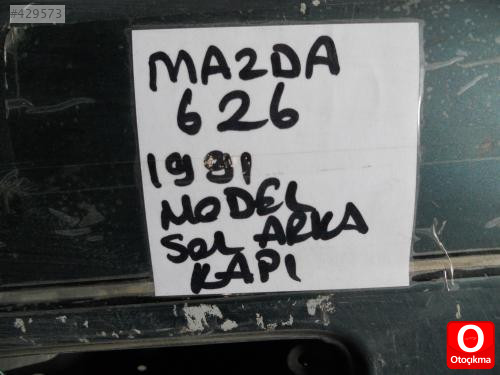 #429573
MAZDA
626
1991
MODEL
SOL ARKA
KAPI
O
Otoçıkma